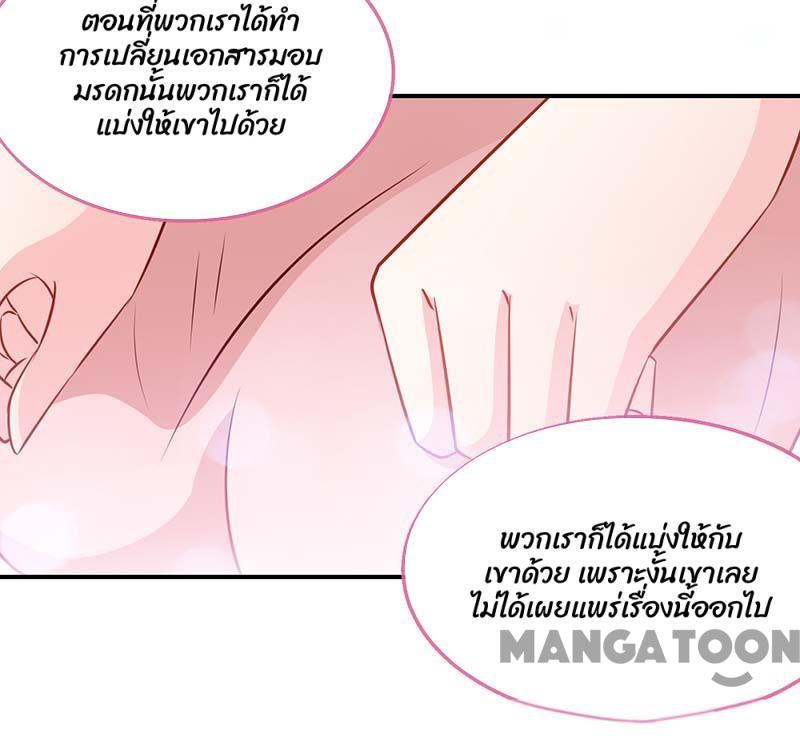 ตอนที่พวกเราได้ทำ
การเปลี่ยนเอกสารมอบ
มรดกนั้นพวกเราก็ได้
แบ่งให้เขาไปด้วย
พวกเราก็ได้แบ่งให้กับ
เขาด้วย เพราะงั้นเขาเลย
ไม่ได้เผยแพร่เรื่องนี้ออกไป
MANGATOON